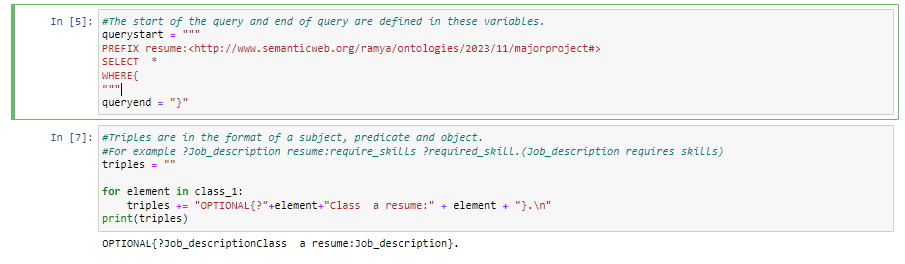 In [5]: #The start of the query and end of query are defined in these variables.
querystart = """
PREFIX resume:<http://www.semanticweb.org/ramya/ontologies/2023/11/majorproject#>
SELECT  *
WHERE{
"""
queryend = "}"
In [7]: #Triples are in the format of a subject, predicate and object.
#For example ?Job_description resume:require_skills ?required_skill.(Job_description requires skills)
triples = ""
for element in class_1:
    triples += "OPTIONAL{?"+element+"Class  a resume:" + element + "}.\n"
print(triples)
OPTIONAL{?Job_descriptionClass  a resume:Job_description}.